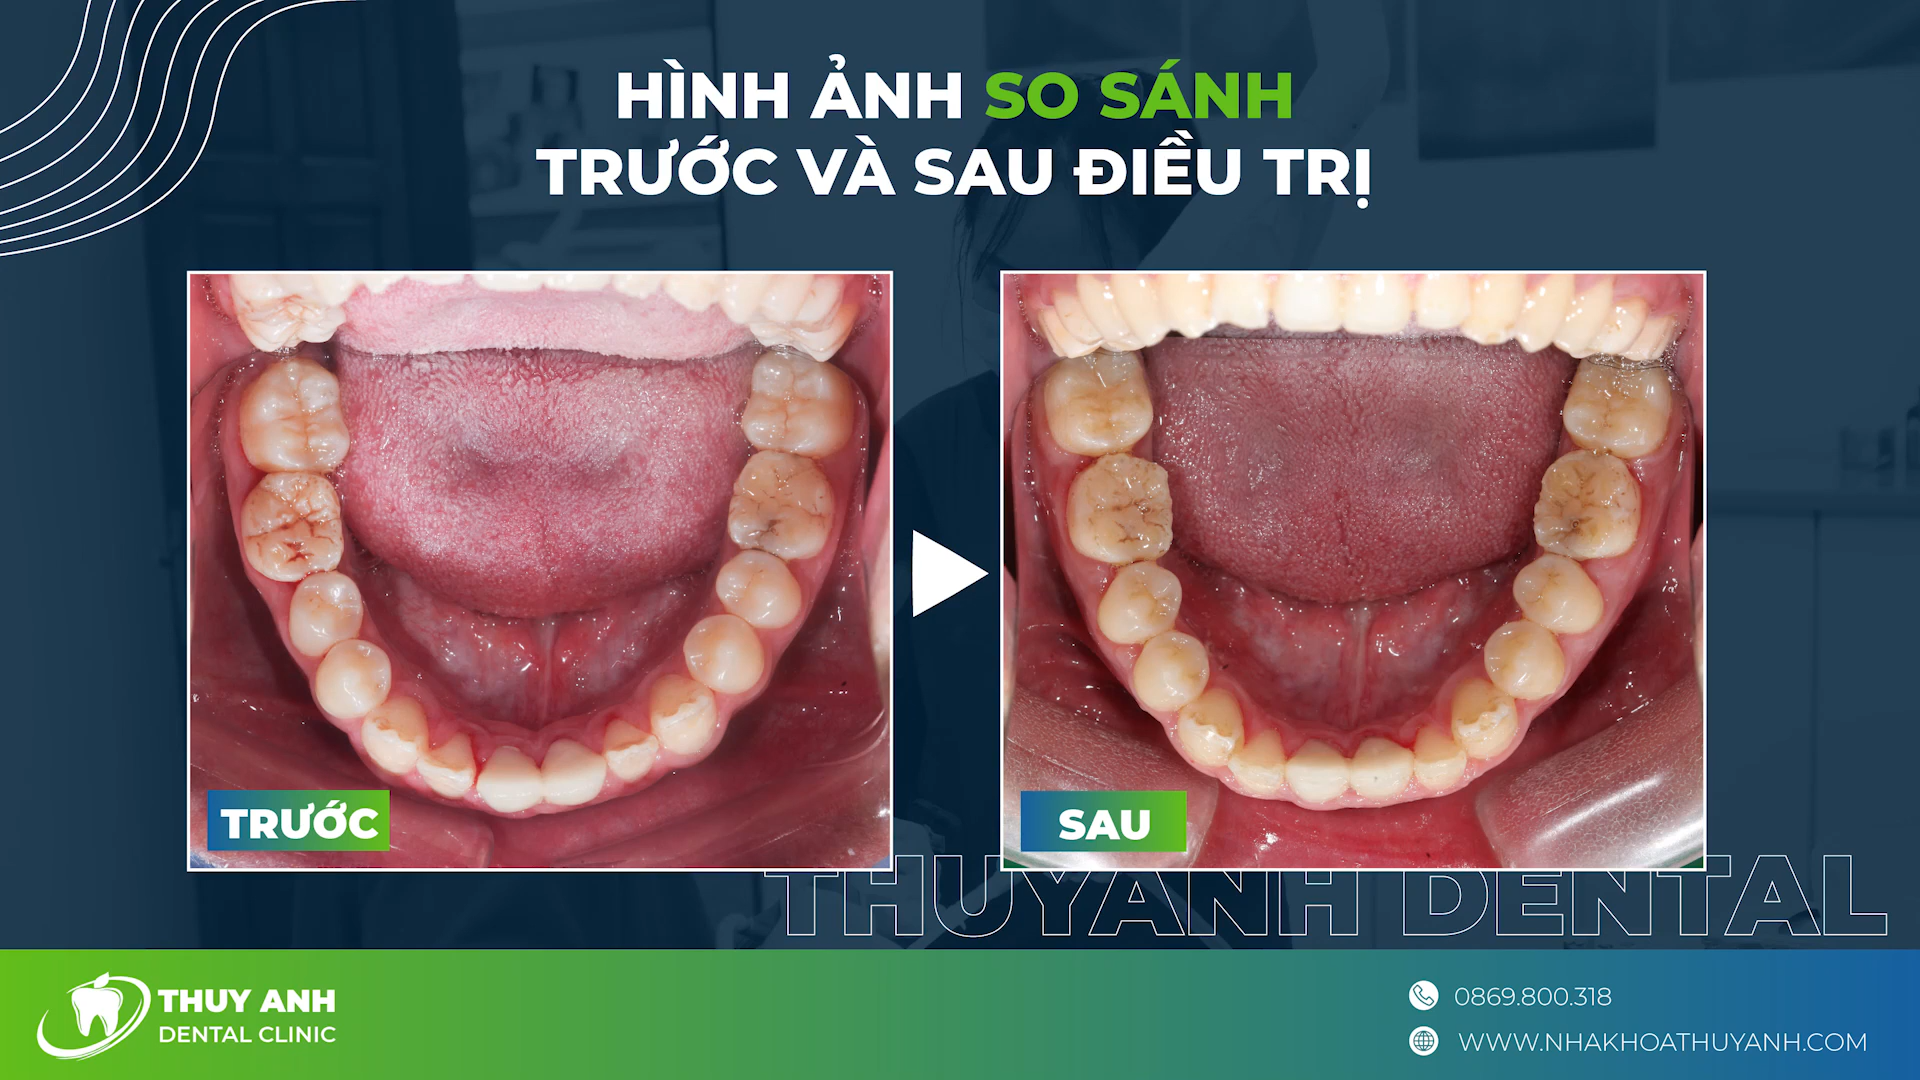 HÌNH ẢNH SO SÁNH
TRƯỚC VÀ SAU ĐIỀU TRỊ
TRƯỚC
SAU
THUYANH DENTAL
THUY ANH
DENTAL CLINIC
0869.800.318
WWW.NHAKHOATHUYANH.COM